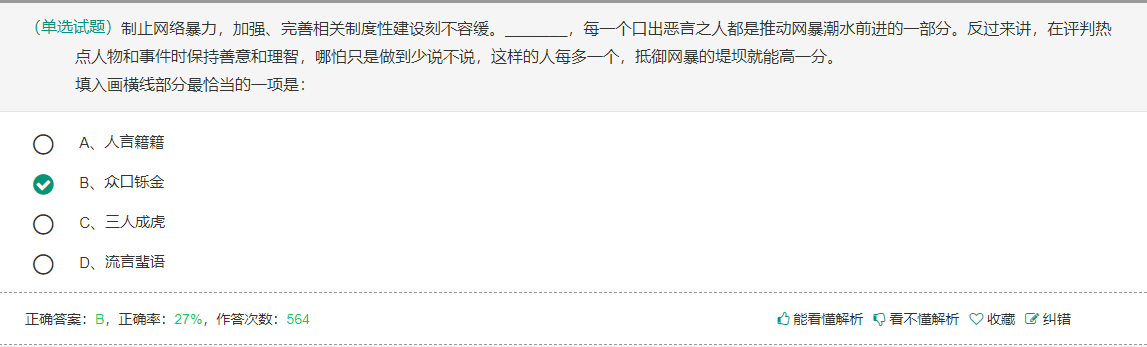 （单选试题）制止网络暴力，加强、完善相关制度性建设刻不容缓。________，每一个口出恶言之人都是推动网暴潮水前进的一部分。反过来讲，在评判热
点人物和事件时保持善意和理智，哪怕只是做到少说不说，这样的人每多一个，抵御网暴的堤坝就能高一分。
填入画横线部分最恰当的一项是：
A、人言籍籍
B、众口铄金
C、三人成虎
D、流言蜚语
正确答案：B，正确率：27%，作答次数：564 能看懂解析 看不懂解析 收藏 纠错